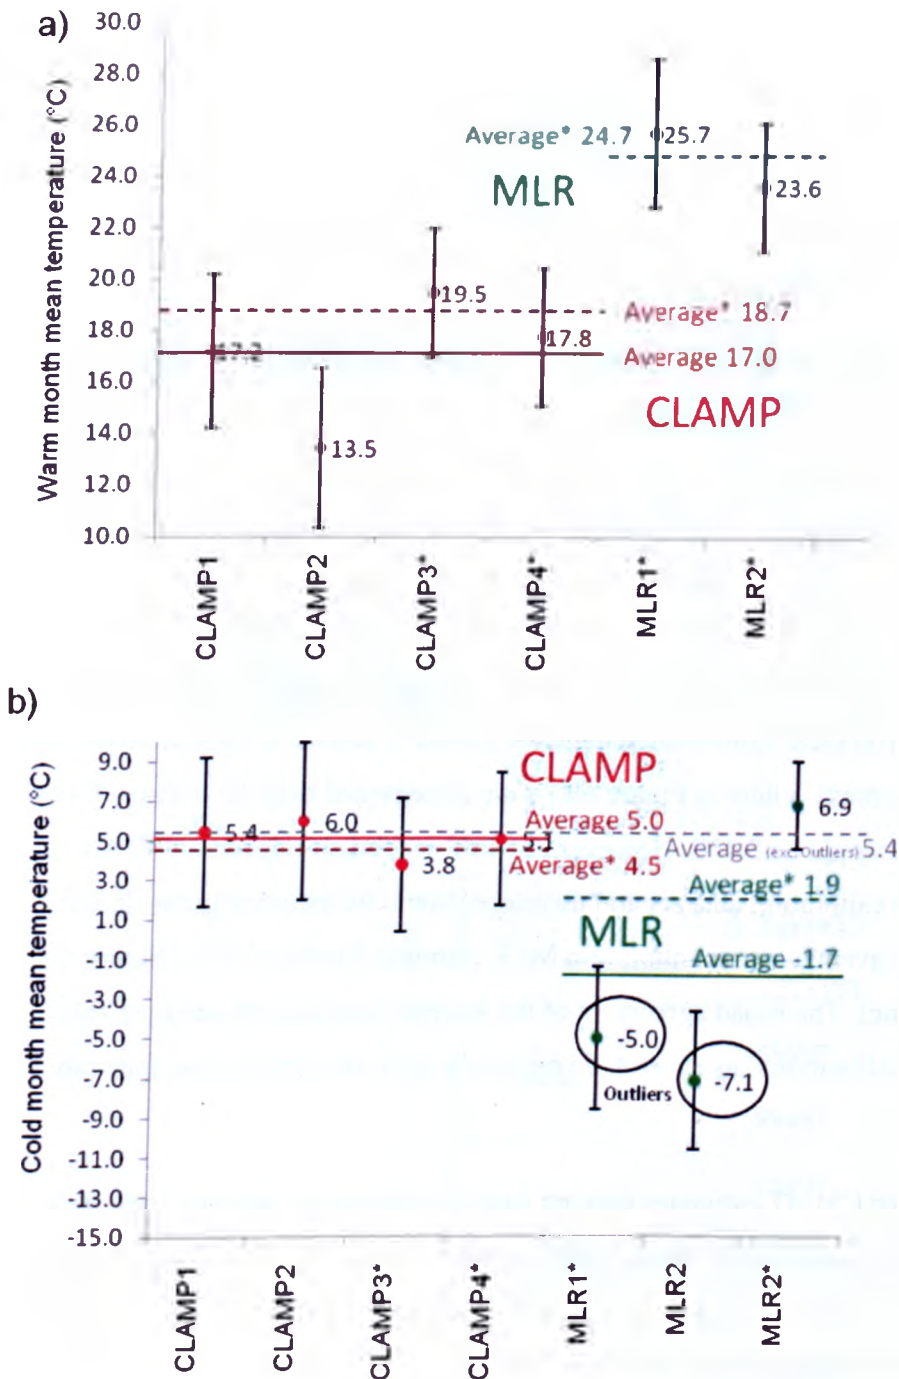 a)
Warm month mean temperature (°C)
30.0
28.0
26.0
24.0
22.0
20.0
18.0
16.0
14.0
12.0
10.0
Average* 24.7
25.7
MLR
23.6
19.5
Average* 18.7
17.8
Average 17.0
CLAMP
13.5
CLAMP1
CLAMP2
CLAMP3*
CLAMP4*
MLR1*
MLR2*
b)
Cold month mean temperature (°C)
9.0
7.0
5.0
3.0
1.0
-1.0
-3.0
-5.0
-7.0
-9.0
-11.0
-13.0
-15.0
CLAMP
6.9
5.4
6.0
Average 5.0
Average (exc. Outliers) 5.4
3.8
Average* 4.5
Average* 1.9
MLR
Average -1.7
-5.0
Outliers
-7.1
CLAMP1
CLAMP2
CLAMP3*
CLAMP4*
MLR1*
MLR2
MLR2*